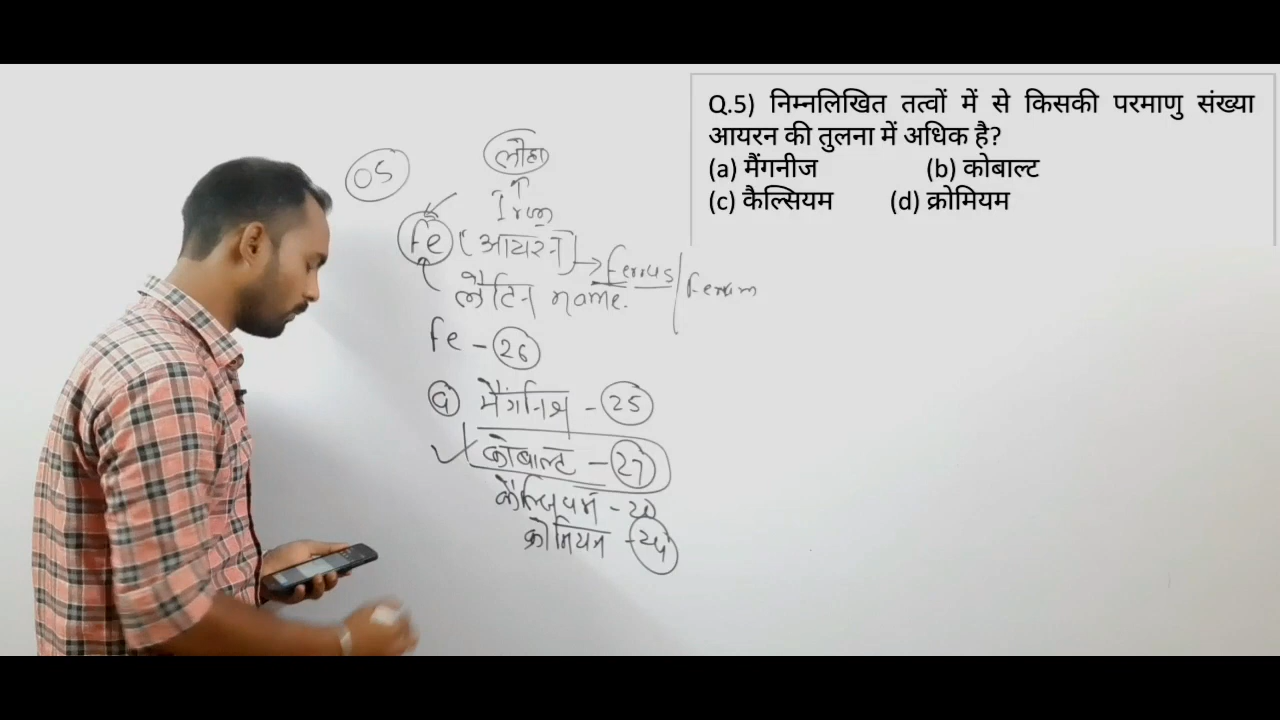 Q.5) निम्नलिखित तत्वों में से किसकी परमाणु संख्या
आयरन की तुलना में अधिक है?
(a) मैंगनीज (b) कोबाल्ट
(c) कैल्सियम (d) क्रोमियम
05
लोहा
Iron
Fe (आयरन) → ferrus / ferrum
लैटिन name.
Fe - 26
a मैंगनिश - 25
कोबाल्ट - 27
कैल्शियम - 20
क्रोमियम - 24